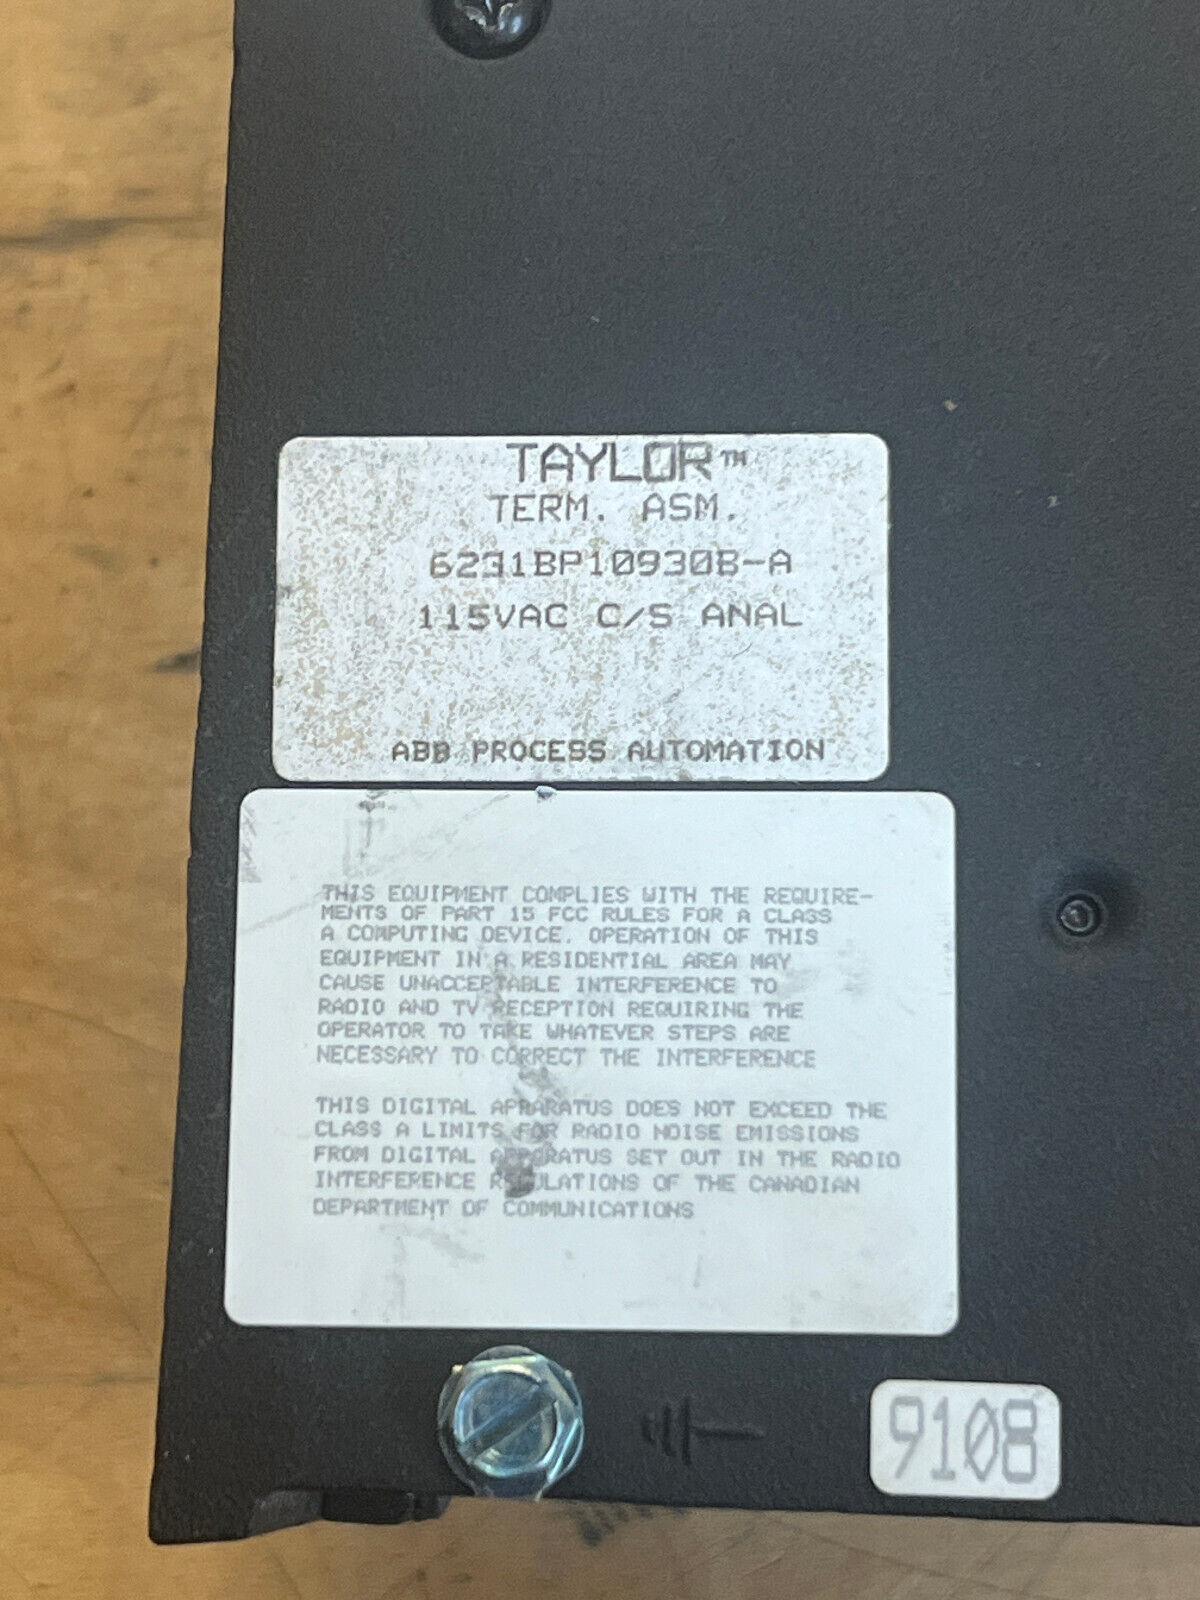 TAYLOR™
TERM. ASM.
6231BP10930B-A
115VAC C/S ANAL
ABB PROCESS AUTOMATION
THIS EQUIPMENT COMPLIES WITH THE REQUIRE-
MENTS OF PART 15 FCC RULES FOR A CLASS
A COMPUTING DEVICE. OPERATION OF THIS
EQUIPMENT IN A RESIDENTIAL AREA MAY
CAUSE UNACCEPTABLE INTERFERENCE TO
RADIO AND TV RECEPTION REQUIRING THE
OPERATOR TO TAKE WHATEVER STEPS ARE
NECESSARY TO CORRECT THE INTERFERENCE
THIS DIGITAL APPARATUS DOES NOT EXCEED THE
CLASS A LIMITS FOR RADIO NOISE EMISSIONS
FROM DIGITAL APPARATUS SET OUT IN THE RADIO
INTERFERENCE REGULATIONS OF THE CANADIAN
DEPARTMENT OF COMMUNICATIONS
9108